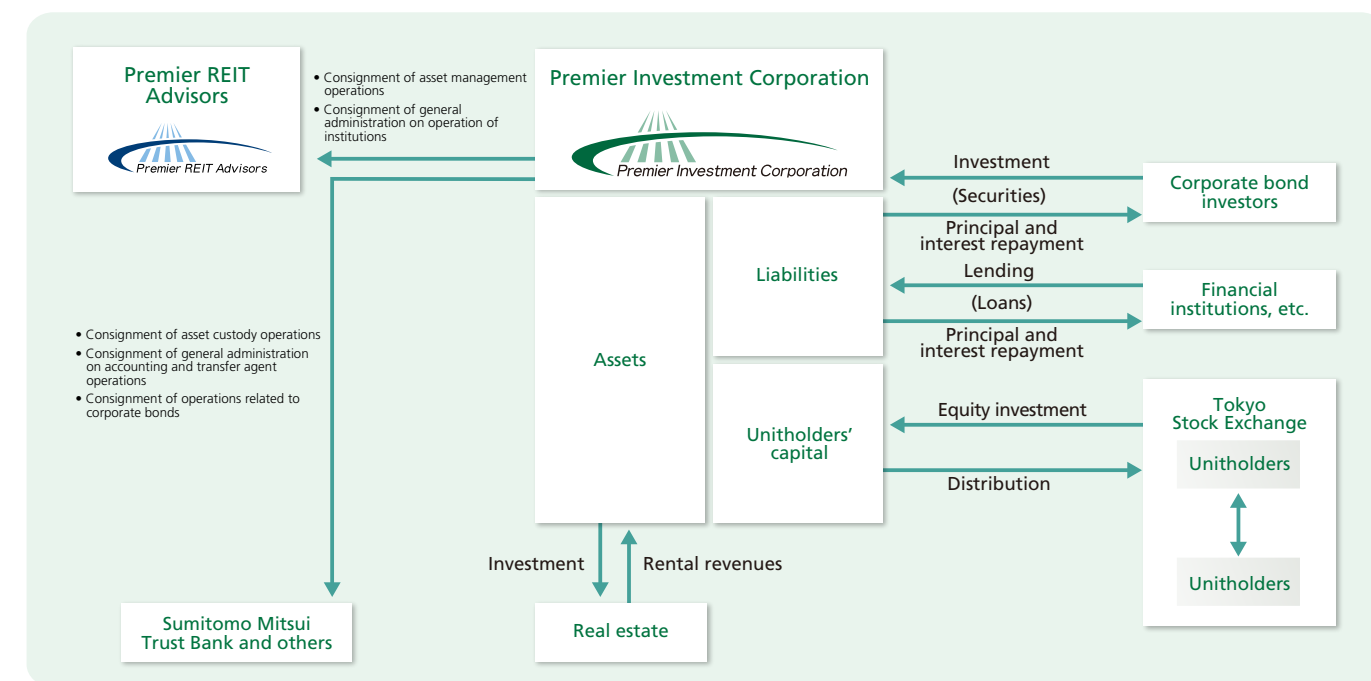 Premier REIT
Advisors
Premier REIT Advisors
• Consignment of asset management
operations
• Consignment of general
administration on operation of
institutions
Premier Investment Corporation
Premier Investment Corporation
Investment
(Securities)
Principal and
interest repayment
Corporate bond
investors
Liabilities
Lending
(Loans)
Principal and
interest repayment
Financial
institutions, etc.
• Consignment of asset custody operations
• Consignment of general administration
on accounting and transfer agent
operations
• Consignment of operations related to
corporate bonds
Assets
Unitholders’
capital
Equity investment
Distribution
Tokyo
Stock Exchange
Unitholders
Unitholders
Investment
Rental revenues
Sumitomo Mitsui
Trust Bank and others
Real estate